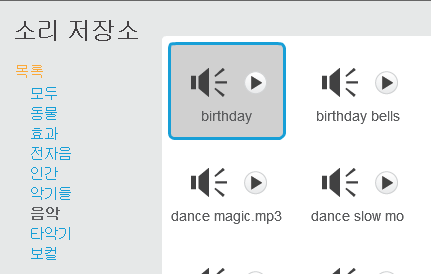 소리 저장소
목록
모두
동물
효과
전자음
인간
악기들
음악
타악기
보컬
birthday
birthday bells
dance magic.mp3
dance slow mo